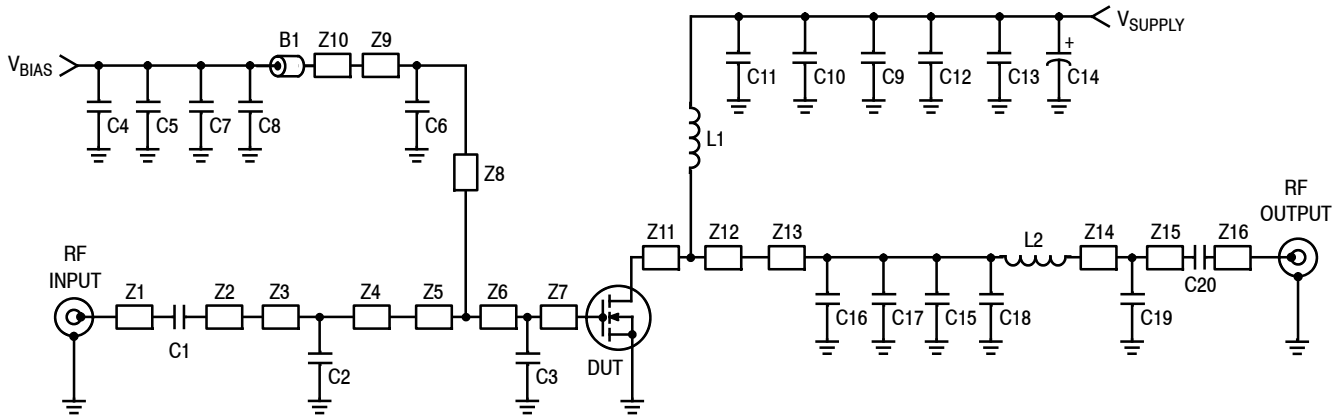 V_BIAS
B1
Z10
Z9
C4
C5
C7
C8
C6
Z8
V_SUPPLY
C11
C10
C9
C12
C13
+
C14
L1
RF
INPUT
Z1
C1
Z2
Z3
C2
Z4
Z5
Z6
C3
Z7
DUT
Z11
Z12
Z13
C16
C17
C15
C18
L2
Z14
C19
Z15
C20
Z16
RF
OUTPUT